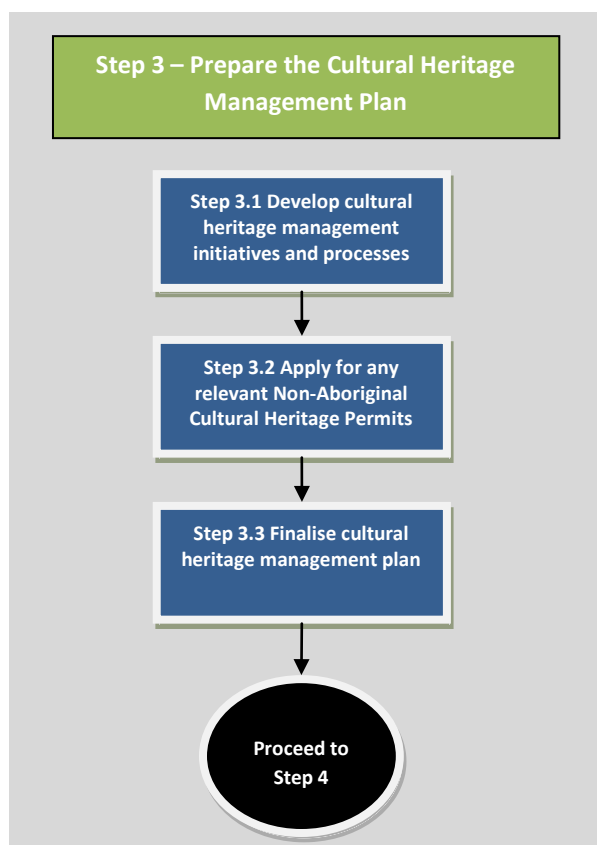 Step 3 – Prepare the Cultural Heritage
Management Plan
Step 3.1 Develop cultural
heritage management
initiatives and processes
Step 3.2 Apply for any
relevant Non-Aboriginal
Cultural Heritage Permits
Step 3.3 Finalise cultural
heritage management plan
Proceed to
Step 4